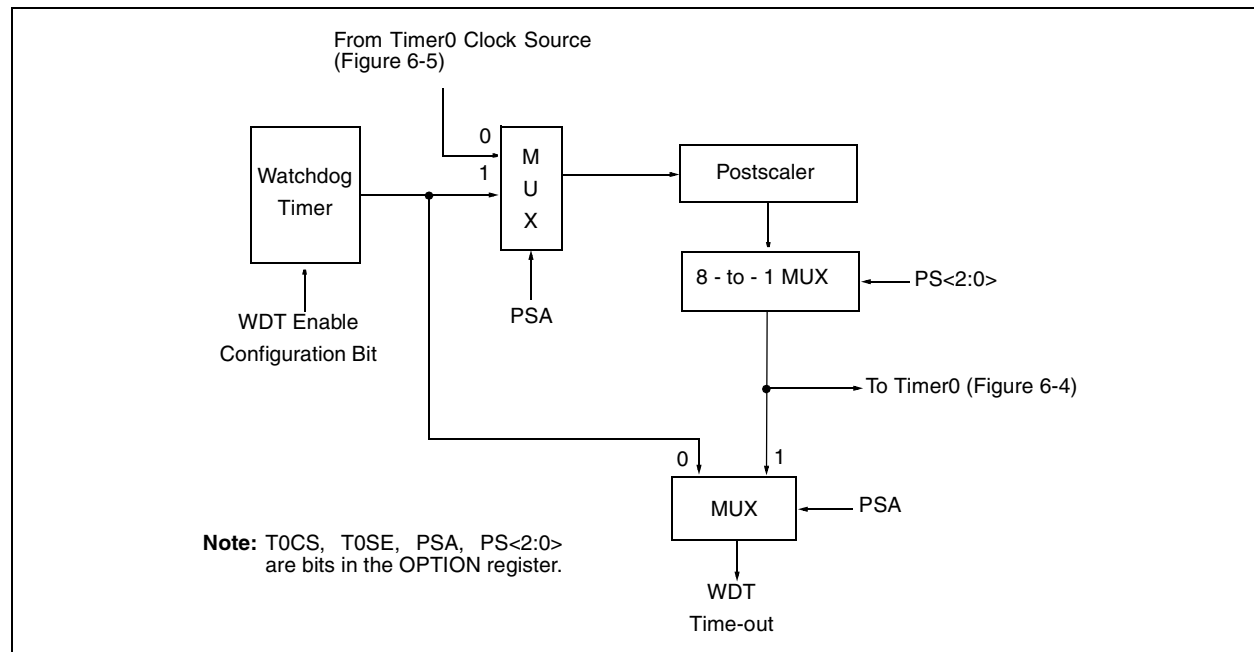 From Timer0 Clock Source
(Figure 6-5)
0
1
M
U
X
Watchdog
Timer
Postscaler
8 - to - 1 MUX
PS<2:0>
PSA
WDT Enable
Configuration Bit
To Timer0 (Figure 6-4)
0
1
MUX
PSA
Note: T0CS, T0SE, PSA, PS<2:0>
are bits in the OPTION register.
WDT
Time-out